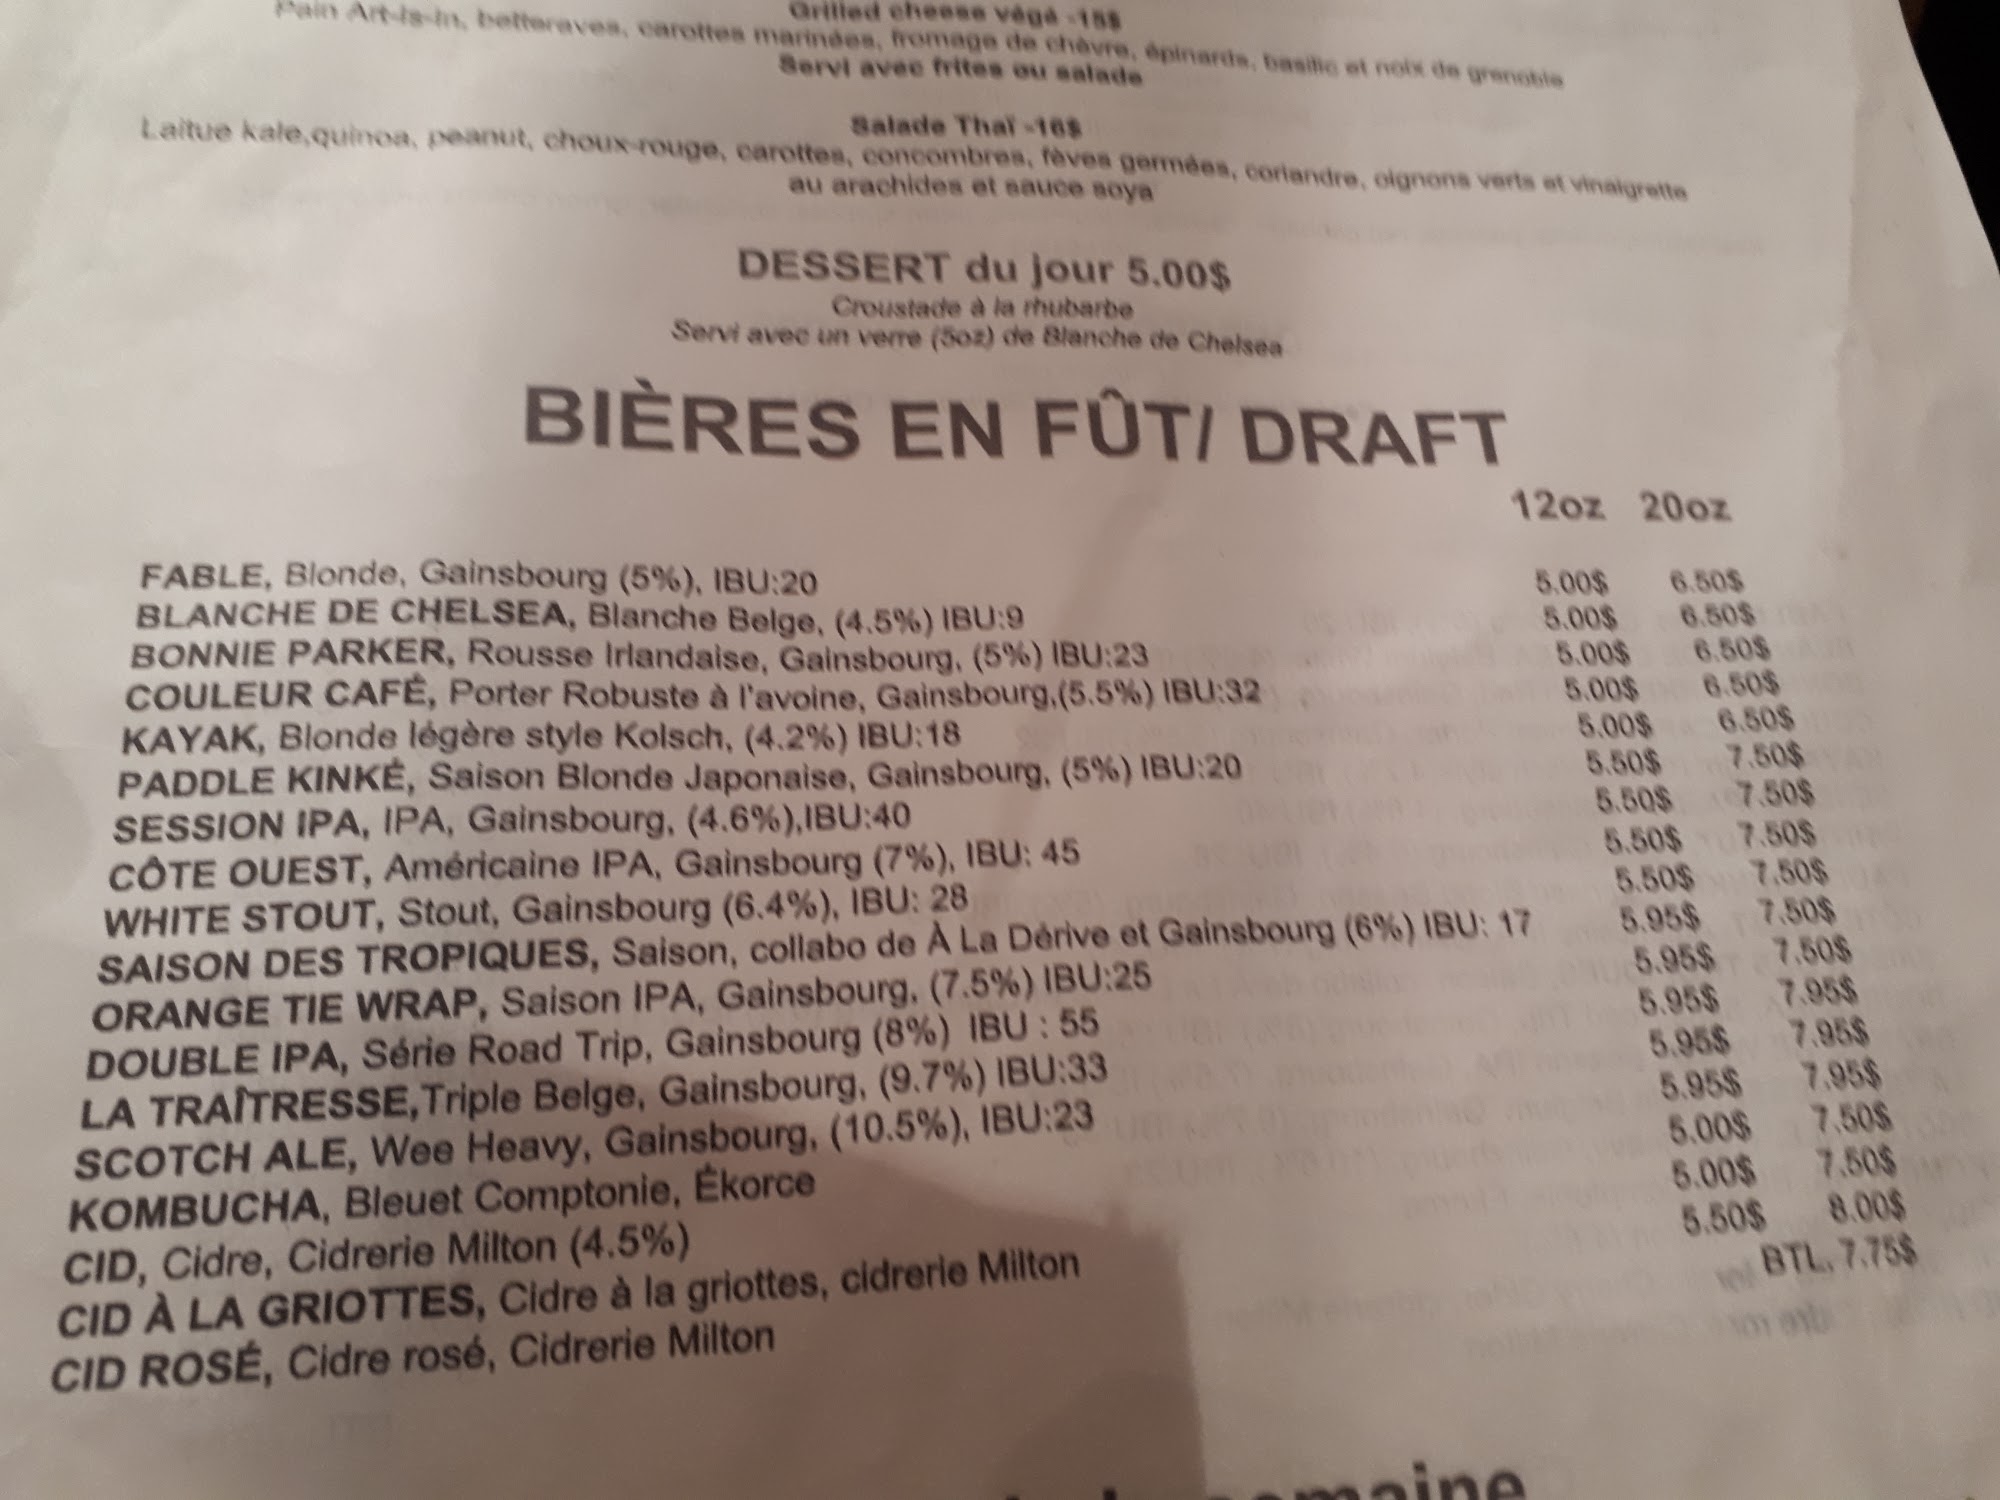 Grilled cheese végé -15$
Pain Art-is-in, betteraves, carottes marinées, fromage de chèvre, épinards, basilic et noix de grenoble
Servi avec frites ou salade
Salade Thaï -16$
Laitue kale,quinoa, peanut, choux-rouge, carottes, concombres, fèves germées, coriandre, oignons verts et vinaigrette
au arachides et sauce soya
DESSERT du jour 5.00$
Croustade à la rhubarbe
Servi avec un verre (5oz) de Blanche de Chelsea
BIÈRES EN FÛT/ DRAFT
12oz 20oz
FABLE, Blonde, Gainsbourg (5%), IBU:20 5.00$ 6.50$
BLANCHE DE CHELSEA, Blanche Belge, (4.5%) IBU:9 5.00$ 6.50$
BONNIE PARKER, Rousse Irlandaise, Gainsbourg, (5%) IBU:23 5.00$ 6.50$
COULEUR CAFÉ, Porter Robuste à l'avoine, Gainsbourg,(5.5%) IBU:32 5.00$ 6.50$
KAYAK, Blonde légère style Kolsch, (4.2%) IBU:18 5.00$ 6.50$
PADDLE KINKÉ, Saison Blonde Japonaise, Gainsbourg, (5%) IBU:20 5.50$ 7.50$
SESSION IPA, IPA, Gainsbourg, (4.6%),IBU:40 5.50$ 7.50$
CÔTE OUEST, Américaine IPA, Gainsbourg (7%), IBU: 45 5.50$ 7.50$
WHITE STOUT, Stout, Gainsbourg (6.4%), IBU: 28 5.50$ 7.50$
SAISON DES TROPIQUES, Saison, collabo de À La Dérive et Gainsbourg (6%) IBU: 17 5.95$ 7.50$
ORANGE TIE WRAP, Saison IPA, Gainsbourg, (7.5%) IBU:25 5.95$ 7.50$
DOUBLE IPA, Série Road Trip, Gainsbourg (8%) IBU : 55 5.95$ 7.95$
LA TRAÎTRESSE,Triple Belge, Gainsbourg, (9.7%) IBU:33 5.95$ 7.95$
SCOTCH ALE, Wee Heavy, Gainsbourg, (10.5%), IBU:23 5.95$ 7.95$
KOMBUCHA, Bleuet Comptonie, Ékorce 5.00$ 7.50$
CID, Cidre, Cidrerie Milton (4.5%) 5.00$ 7.50$
CID À LA GRIOTTES, Cidre à la griottes, cidrerie Milton 5.50$ 8.00$
CID ROSÉ, Cidre rosé, Cidrerie Milton BTL, 7.75$